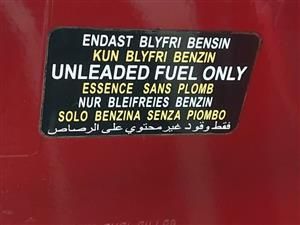 ENDAST BLYFRI BENSIN
KUN BLYFRI BENZIN
UNLEADED FUEL ONLY
ESSENCE SANS PLOMB
NUR BLEIFREIES BENZIN
SOLO BENZINA SENZA PIOMBO
فقط وقود غير محتوي على الرصاص